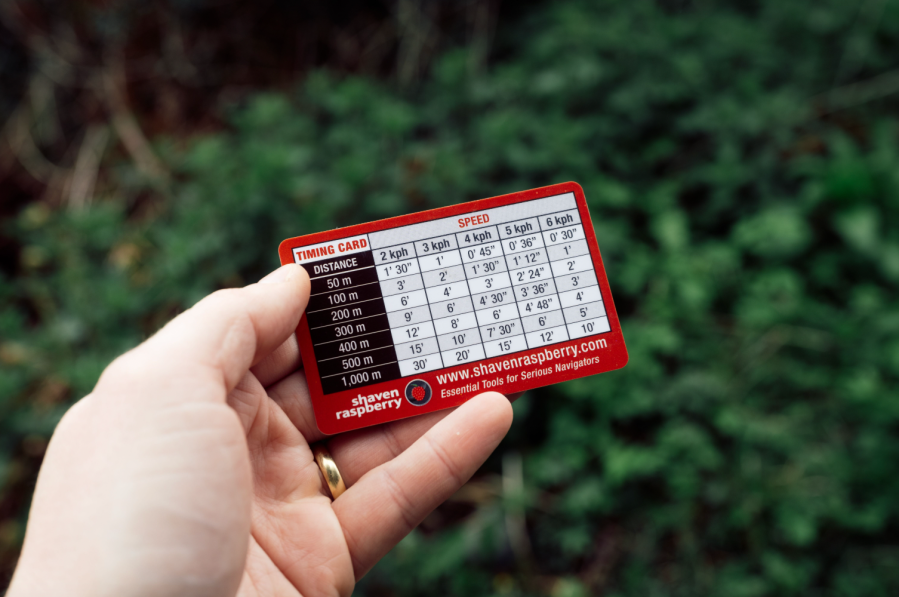 TIMING CARD SPEED
DISTANCE 2 kph 3 kph 4 kph 5 kph 6 kph
50 m 1' 30" 1' 0' 45" 0' 36" 0' 30"
100 m 3' 2' 1' 30" 1' 12" 1'
200 m 6' 4' 3' 2' 24" 2'
300 m 9' 6' 4' 30" 3' 36" 3'
400 m 12' 8' 6' 4' 48" 4'
500 m 15' 10' 7' 30" 6' 5'
1,000 m 30' 20' 15' 12' 10'
shaven
raspberry
www.shavenraspberry.com
Essential Tools for Serious Navigators